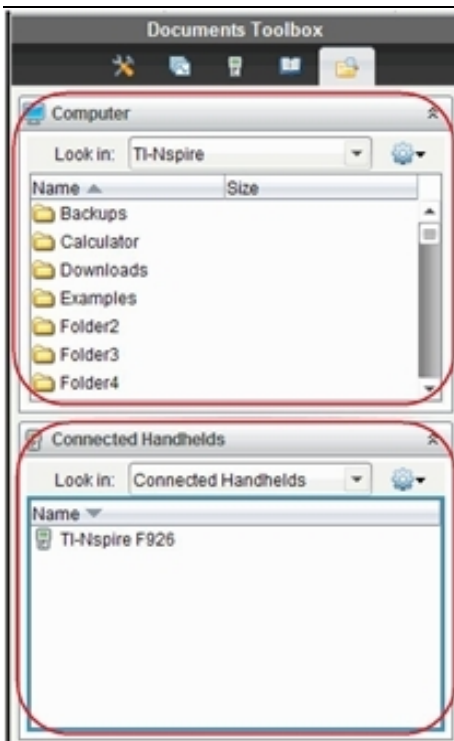 Documents Toolbox
Computer
Look in: TI-Nspire
Name Size
Backups
Calculator
Downloads
Examples
Folder2
Folder3
Folder4
Connected Handhelds
Look in: Connected Handhelds
Name
TI-Nspire F926